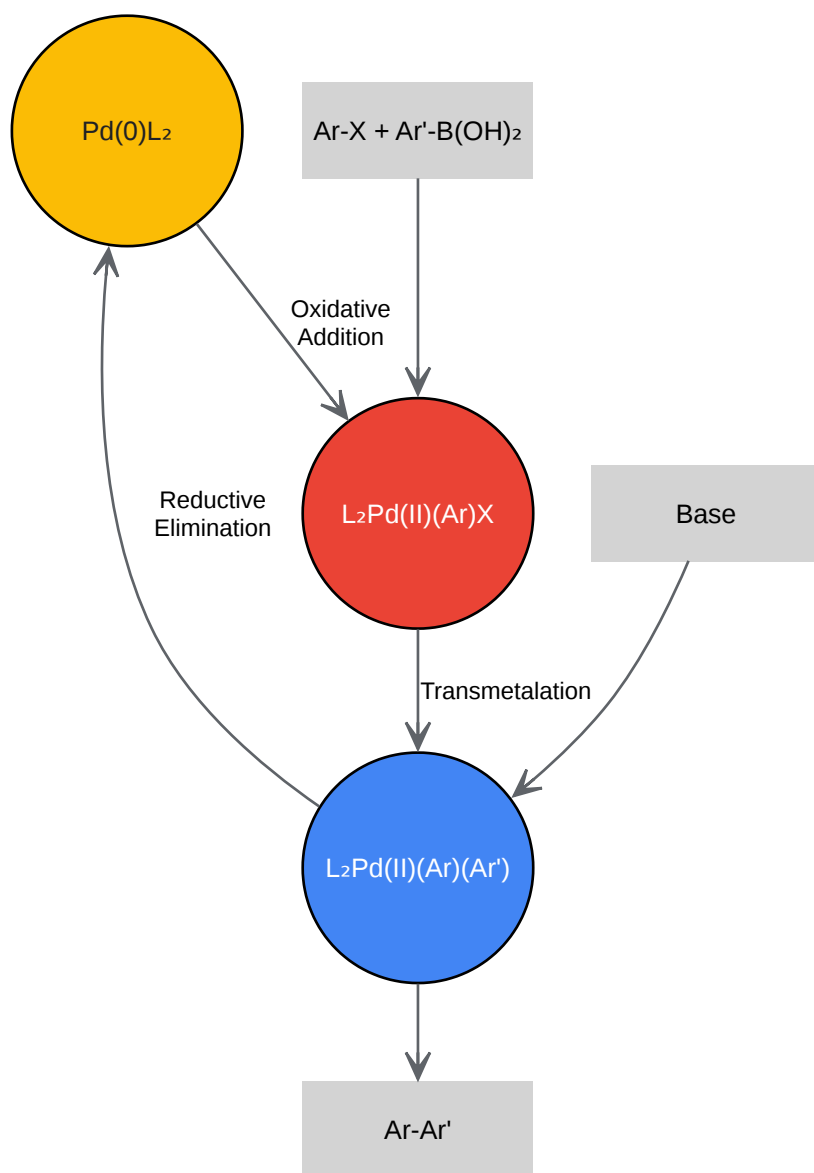 Pd(0)L₂
Ar-X + Ar'-B(OH)₂
Oxidative
Addition
Reductive
Elimination
L₂Pd(II)(Ar)X
Base
Transmetalation
L₂Pd(II)(Ar)(Ar')
Ar-Ar'